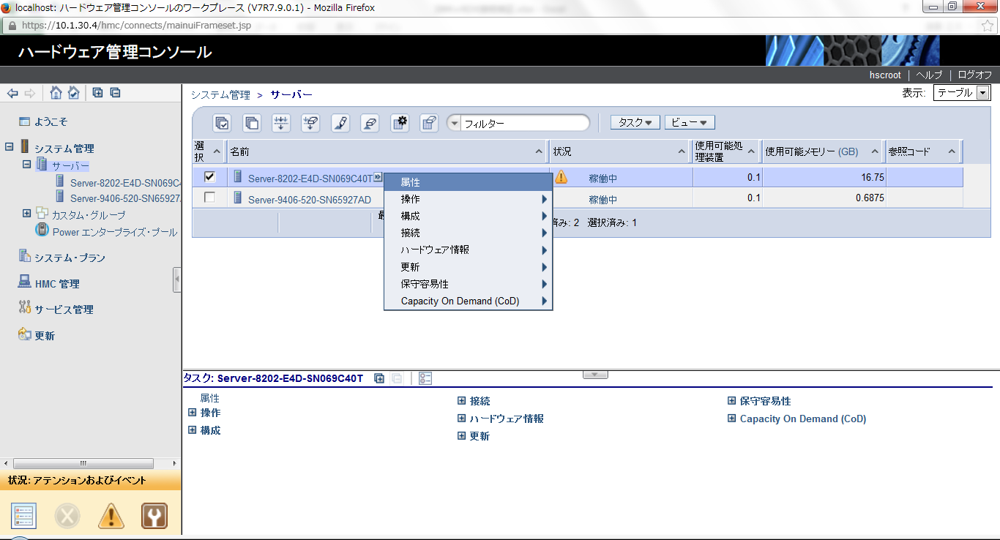 localhost: ハードウェア管理コンソールのワークプレース (V7R7.9.0.1) - Mozilla Firefox
https://10.1.30.4/hmc/connects/mainuiFrameset.jsp
ハードウェア管理コンソール
hscroot | ヘルプ | ログオフ
システム管理 > サーバー
表示: テーブル
ようこそ
システム管理
サーバー
Server-8202-E4D-SN069C4
Server-9406-520-SN65927
カスタム・グループ
Power エンタープライズ・プール
システム・プラン
HMC 管理
サービス管理
更新
フィルター
タスク ビュー
選択 名前 状況 使用可能処理装置 使用可能メモリー (GB) 参照コード
Server-8202-E4D-SN069C40T 稼働中 0.1 16.75
Server-9406-520-SN65927AD 稼働中 0.1 0.6875
済み: 2 選択済み: 1
属性
操作
構成
接続
ハードウェア情報
更新
保守容易性
Capacity On Demand (CoD)
タスク: Server-8202-E4D-SN069C40T
属性
操作
構成
接続
ハードウェア情報
更新
保守容易性
Capacity On Demand (CoD)
状況: アテンションおよびイベント